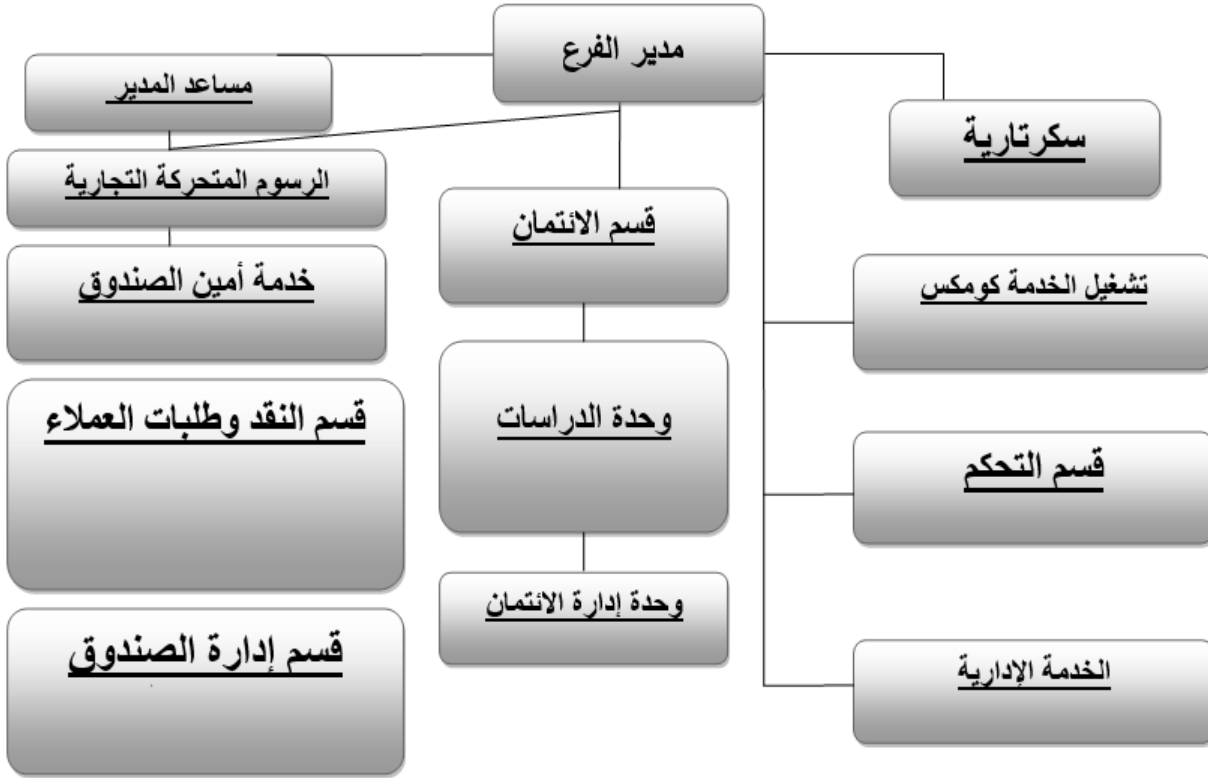 مدير الفرع
مساعد المدير
سكرتارية
الرسوم المتحركة التجارية
قسم الائتمان
خدمة أمين الصندوق
تشغيل الخدمة كومكس
قسم النقد وطلبات العملاء
وحدة الدراسات
قسم التحكم
وحدة إدارة الائتمان
قسم إدارة الصندوق
الخدمة الإدارية